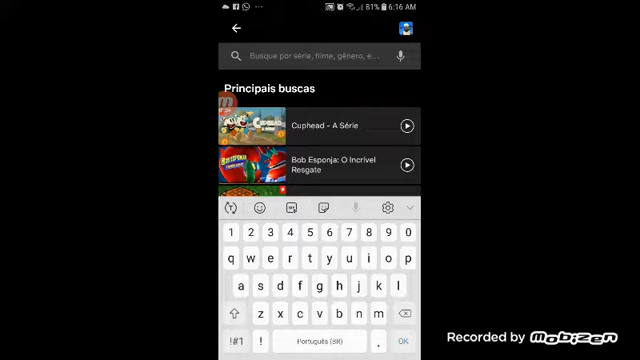 81% 6:16 AM
Busque por série, filme, gênero, e...
Principais buscas
Cuphead - A Série
Bob Esponja: O Incrível
Resgate
1 2 3 4 5 6 7 8 9 0
q w e r t y u i o p
a s d f g h j k l
z x c v b n m
!#1 ! Português (BR) . OK
Recorded by Mobizen